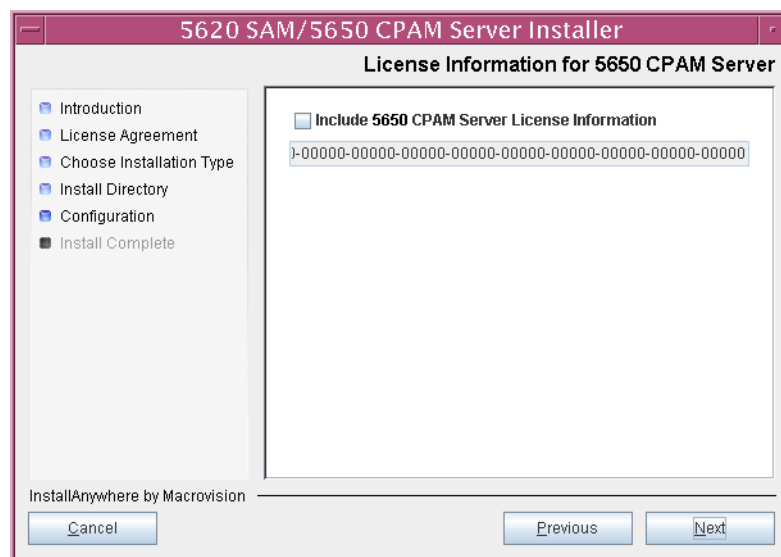 5620 SAM/5650 CPAM Server Installer
License Information for 5650 CPAM Server
Introduction
License Agreement
Choose Installation Type
Install Directory
Configuration
Install Complete
Include 5650 CPAM Server License Information
)-00000-00000-00000-00000-00000-00000-00000-00000-00000
InstallAnywhere by Macrovision
Cancel
Previous
Next